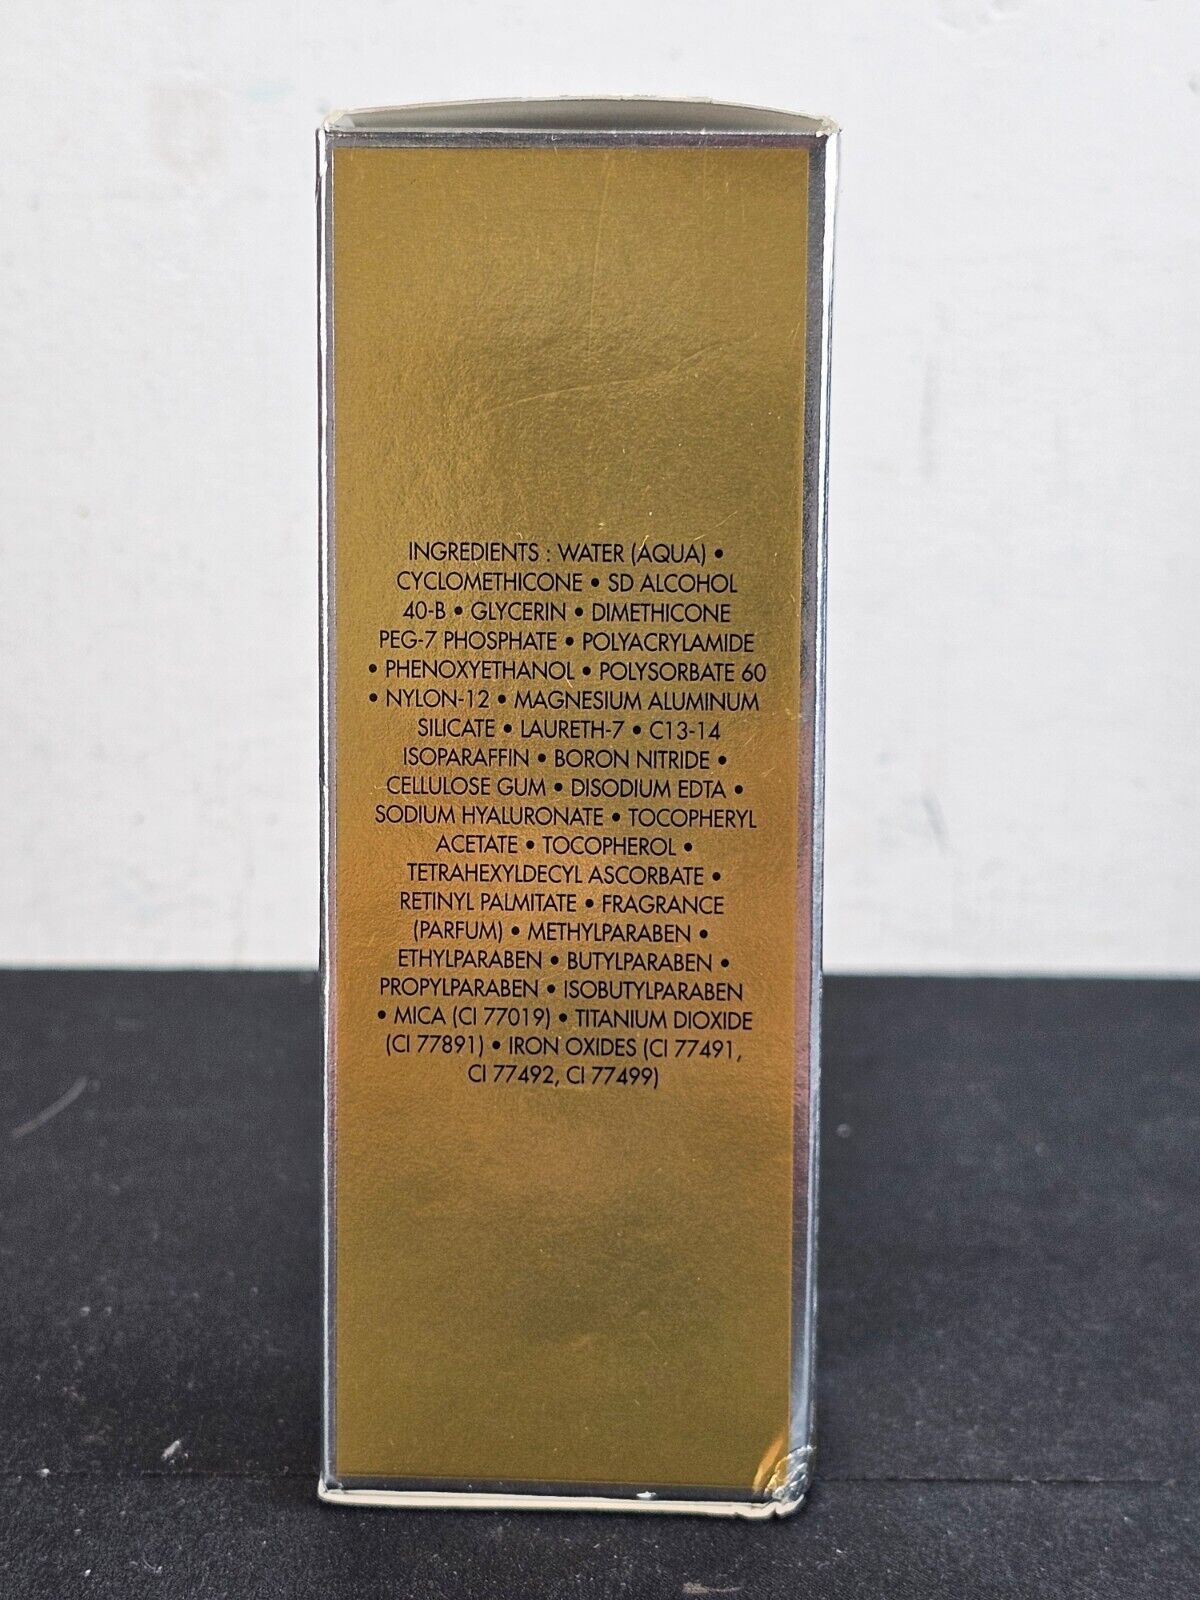 INGREDIENTS : WATER (AQUA) •
CYCLOMETHICONE • SD ALCOHOL
40-B • GLYCERIN • DIMETHICONE
PEG-7 PHOSPHATE • POLYACRYLAMIDE
• PHENOXYETHANOL • POLYSORBATE 60
• NYLON-12 • MAGNESIUM ALUMINUM
SILICATE • LAURETH-7 • C13-14
ISOPARAFFIN • BORON NITRIDE •
CELLULOSE GUM • DISODIUM EDTA •
SODIUM HYALURONATE • TOCOPHERYL
ACETATE • TOCOPHEROL •
TETRAHEXYLDECYL ASCORBATE •
RETINYL PALMITATE • FRAGRANCE
(PARFUM) • METHYLPARABEN •
ETHYLPARABEN • BUTYLPARABEN •
PROPYLPARABEN • ISOBUTYLPARABEN
• MICA (CI 77019) • TITANIUM DIOXIDE
(CI 77891) • IRON OXIDES (CI 77491,
CI 77492, CI 77499)